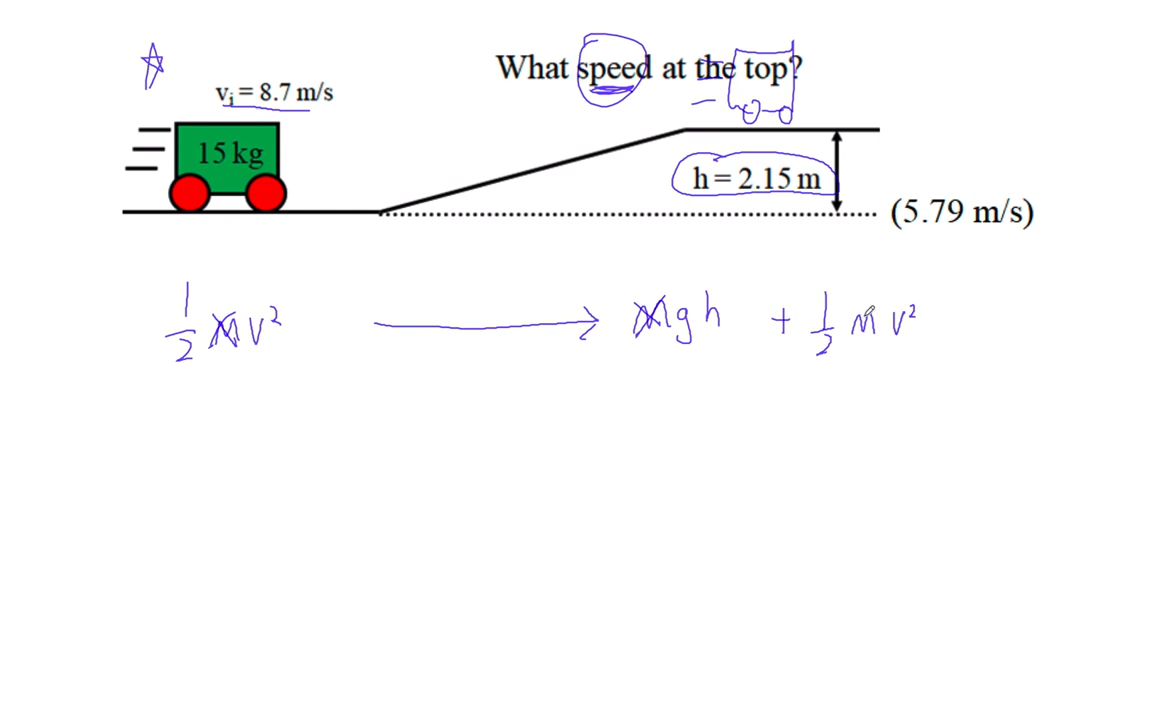 What speed at the top?
vi = 8.7 m/s
15 kg
h = 2.15 m
(5.79 m/s)
1/2 mv² → mgh + 1/2 mv²